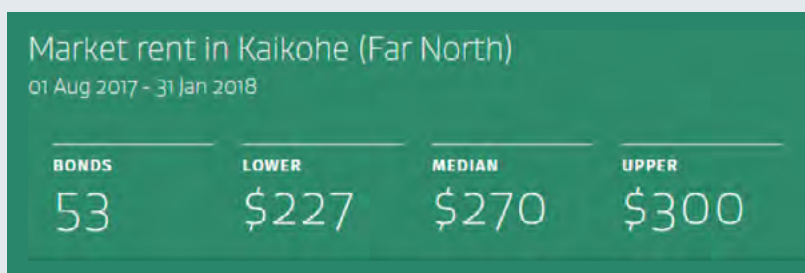 Market rent in Kaikohe (Far North)
01 Aug 2017 - 31 Jan 2018
BONDS LOWER MEDIAN UPPER
53 $227 $270 $300